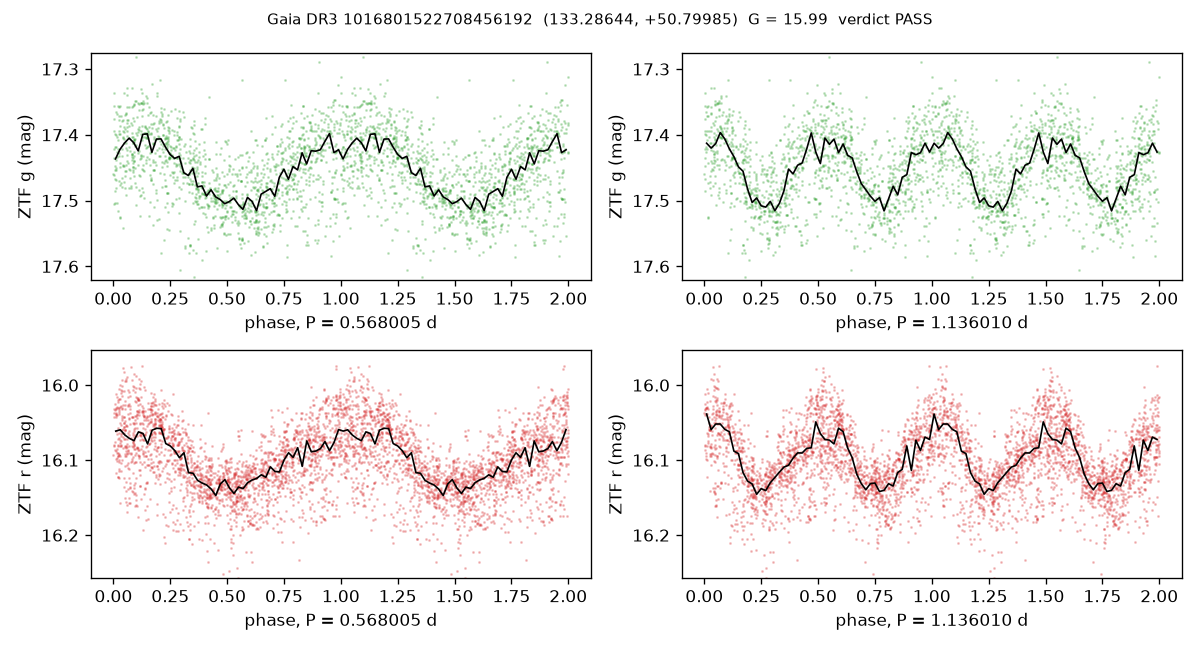 Gaia DR3 1016801522708456192 (133.28644, +50.79985) G = 15.99 verdict PASS
ZTF g (mag)
17.3
17.4
17.5
17.6
0.00 0.25 0.50 0.75 1.00 1.25 1.50 1.75 2.00
phase, P = 0.568005 d
ZTF g (mag)
17.3
17.4
17.5
17.6
0.00 0.25 0.50 0.75 1.00 1.25 1.50 1.75 2.00
phase, P = 1.136010 d
ZTF r (mag)
16.0
16.1
16.2
0.00 0.25 0.50 0.75 1.00 1.25 1.50 1.75 2.00
phase, P = 0.568005 d
ZTF r (mag)
16.0
16.1
16.2
0.00 0.25 0.50 0.75 1.00 1.25 1.50 1.75 2.00
phase, P = 1.136010 d